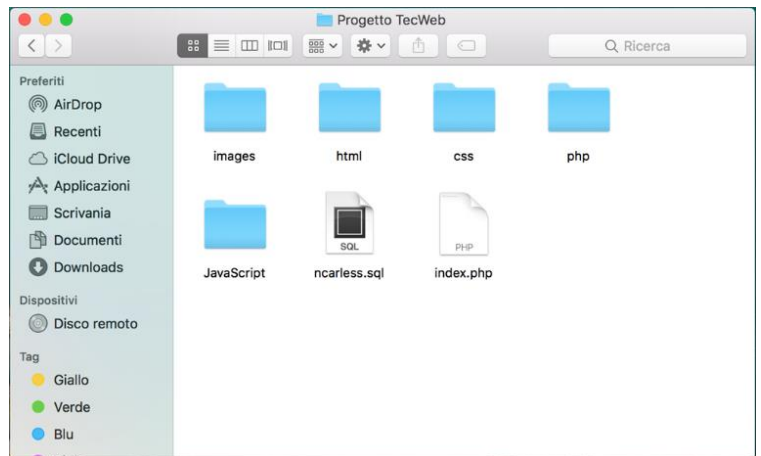 Progetto TecWeb
Ricerca
Preferiti
AirDrop
Recenti
iCloud Drive
Applicazioni
Scrivania
Documenti
Downloads
Dispositivi
Disco remoto
Tag
Giallo
Verde
Blu
images
html
css
php
SQL
PHP
JavaScript
ncarless.sql
index.php